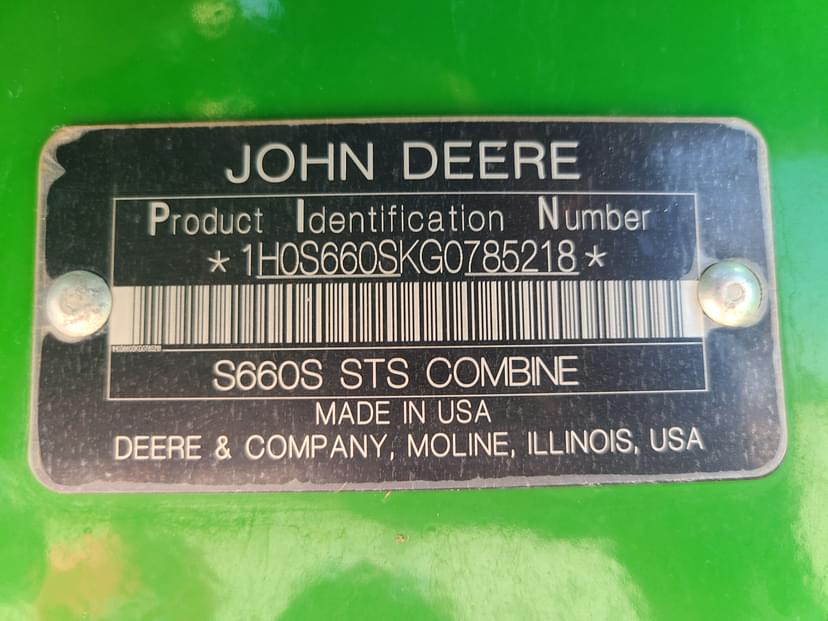 JOHN DEERE
Product Identification Number
*1H0S660SKG0785218*
S660S STS COMBINE
MADE IN USA
DEERE & COMPANY, MOLINE, ILLINOIS, USA